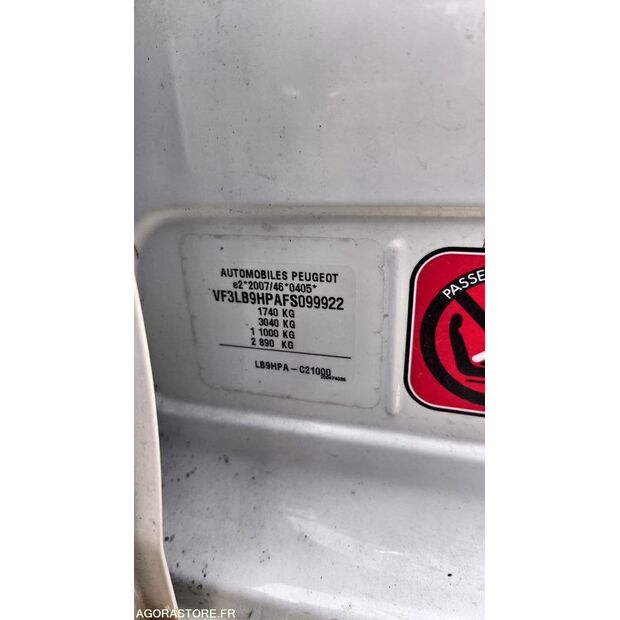 AUTOMOBILES PEUGEOT
e2*2007/46*0405*
VF3LB9HPAFS099922
1740 KG
3040 KG
1 1000 KG
2 890 KG
LB9HPA-C21000
PASSE
AGORASTORE.FR